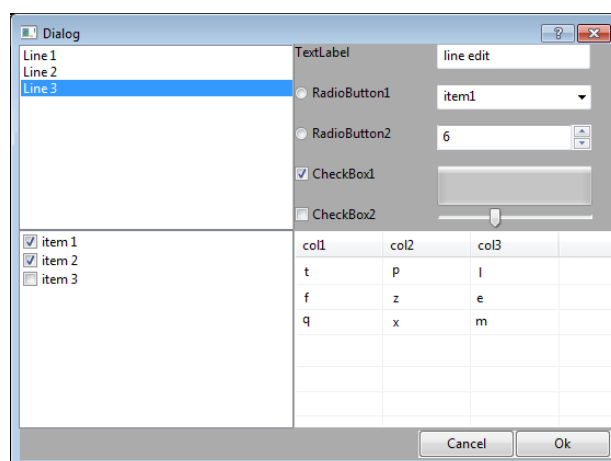 Dialog
Line 1
Line 2
Line 3
TextLabel
line edit
RadioButton1
item1
RadioButton2
6
CheckBox1
CheckBox2
item 1
item 2
item 3
col1 col2 col3
t p l
f z e
q x m
Cancel
Ok